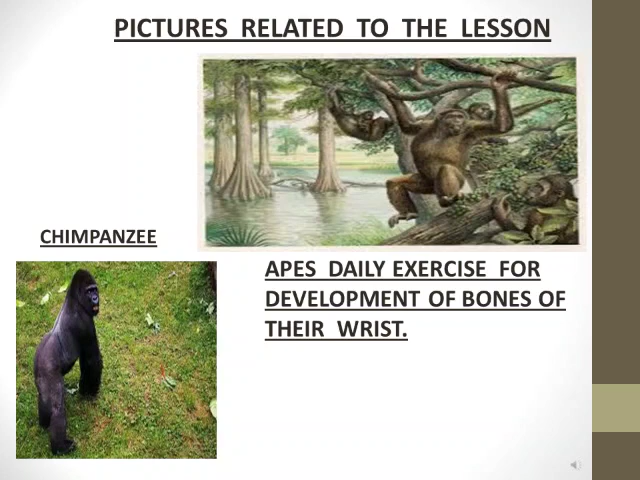 PICTURES RELATED TO THE LESSON
CHIMPANZEE
APES DAILY EXERCISE FOR
DEVELOPMENT OF BONES OF
THEIR WRIST.